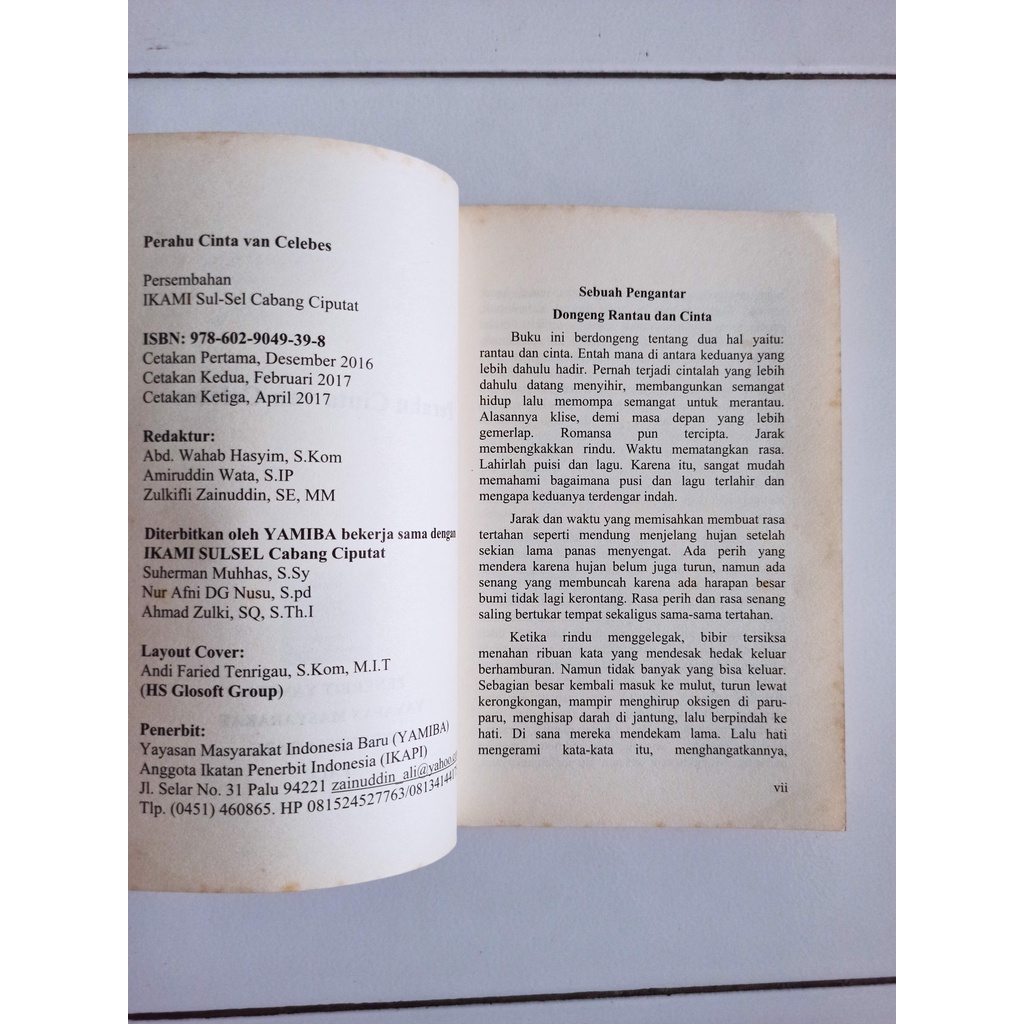 Perahu Cinta van Celebes
Persembahan
IKAMI Sul-Sel Cabang Ciputat
ISBN: 978-602-9049-39-8
Cetakan Pertama, Desember 2016
Cetakan Kedua, Februari 2017
Cetakan Ketiga, April 2017
Redaktur:
Abd. Wahab Hasyim, S.Kom
Amiruddin Wata, S.IP
Zulkifli Zainuddin, SE, MM
Diterbitkan oleh YAMIBA bekerja sama dengan
IKAMI SULSEL Cabang Ciputat
Suherman Muhhas, S.Sy
Nur Afni DG Nusu, S.pd
Ahmad Zulki, SQ, S.Th.I
Layout Cover:
Andi Faried Tenrigau, S.Kom, M.I.T
(HS Glosoft Group)
Penerbit:
Yayasan Masyarakat Indonesia Baru (YAMIBA)
Anggota Ikatan Penerbit Indonesia (IKAPI)
Jl. Selar No. 31 Palu 94221
Tlp. (0451) 460865. HP 081524527763/
Sebuah Pengantar
Dongeng Rantau dan Cinta
Buku ini berdongeng tentang dua hal yaitu:
rantau dan cinta. Entah mana di antara keduanya yang
lebih dahulu hadir. Pernah terjadi cintalah yang lebih
dahulu datang menyihir, membangunkan semangat
hidup lalu memompa semangat untuk merantau.
Alasannya klise, demi masa depan yang lebih
gemerlap. Romansa pun tercipta. Jarak
membengkakkan rindu. Waktu mematangkan rasa.
Lahirlah puisi dan lagu. Karena itu, sangat mudah
memahami bagaimana pusi dan lagu terlahir dan
mengapa keduanya terdengar indah.
Jarak dan waktu yang memisahkan membuat rasa
tertahan seperti mendung menjelang hujan setelah
sekian lama panas menyengat. Ada perih yang
mendera karena hujan belum juga turun, namun ada
senang yang membuncah karena ada harapan besar
bumi tidak lagi kerontang. Rasa perih dan rasa senang
saling bertukar tempat sekaligus sama-sama tertahan.
Ketika rindu menggelegak, bibir tersiksa
menahan ribuan kata yang mendesak hedak keluar
berhamburan. Namun tidak banyak yang bisa keluar.
Sebagian besar kembali masuk ke mulut, turun lewat
kerongkongan, mampir menghirup oksigen di paru-
paru, menghisap darah di jantung, lalu berpindah ke
hati. Di sana mereka mendekam lama. Lalu hati
mengerami kata-kata itu, menghangatkannya,
vii